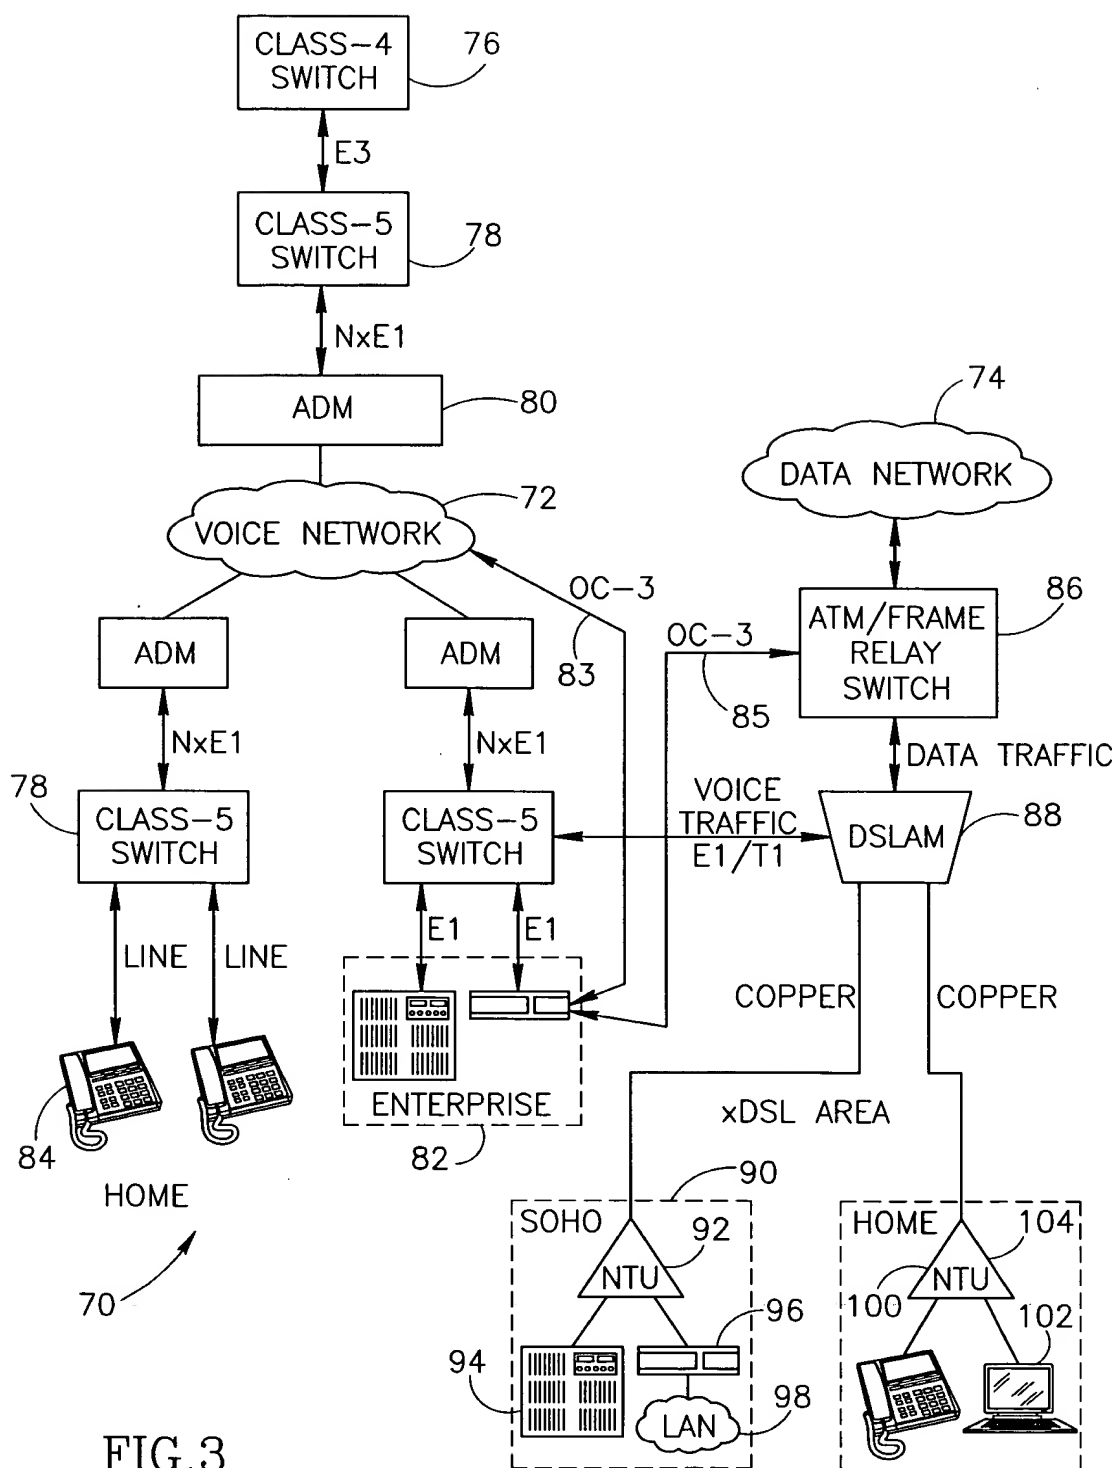 CLASS-4
SWITCH
76
E3
CLASS-5
SWITCH
78
NxE1
ADM
80
74
DATA NETWORK
72
VOICE NETWORK
OC-3
83
86
ATM/FRAME
RELAY
SWITCH
OC-3
85
ADM
ADM
NxE1
NxE1
DATA TRAFFIC
78
CLASS-5
SWITCH
CLASS-5
SWITCH
VOICE
TRAFFIC
E1/T1
DSLAM
88
LINE
LINE
E1
E1
COPPER
COPPER
ENTERPRISE
82
84
HOME
xDSL AREA
70
90
SOHO
NTU
92
94
96
LAN
98
HOME
104
NTU
100
102
FIG.3